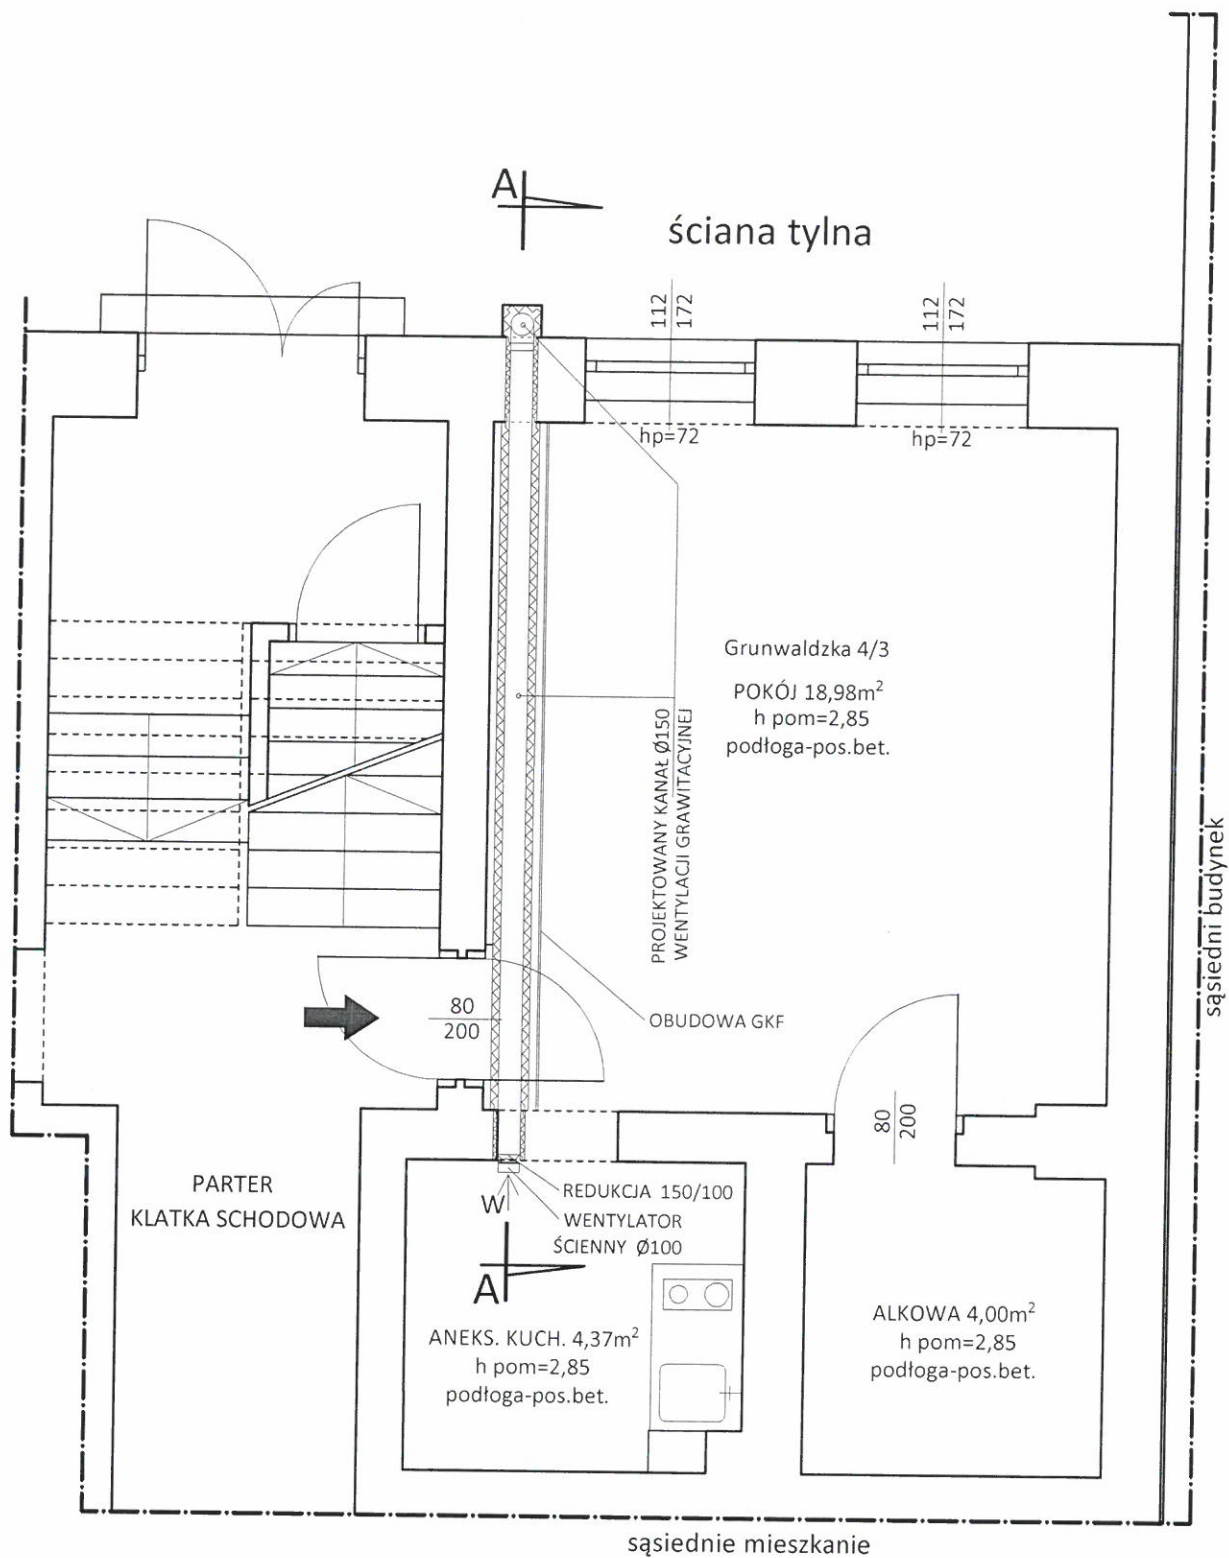 A
ściana tylna
112
172
112
172
hp=72
hp=72
Grunwaldzka 4/3
POKÓJ 18,98m²
h pom=2,85
podłoga-pos.bet.
PROJEKTOWANY KANAŁ Ø150
WENTYLACJI GRAWITACYJNEJ
sąsiedni budynek
80
200
OBUDOWA GKF
80
200
PARTER
KLATKA SCHODOWA
W
REDUKCJA 150/100
WENTYLATOR
ŚCIENNY Ø100
A
ANEKS. KUCH. 4,37m²
h pom=2,85
podłoga-pos.bet.
ALKOWA 4,00m²
h pom=2,85
podłoga-pos.bet.
sąsiednie mieszkanie